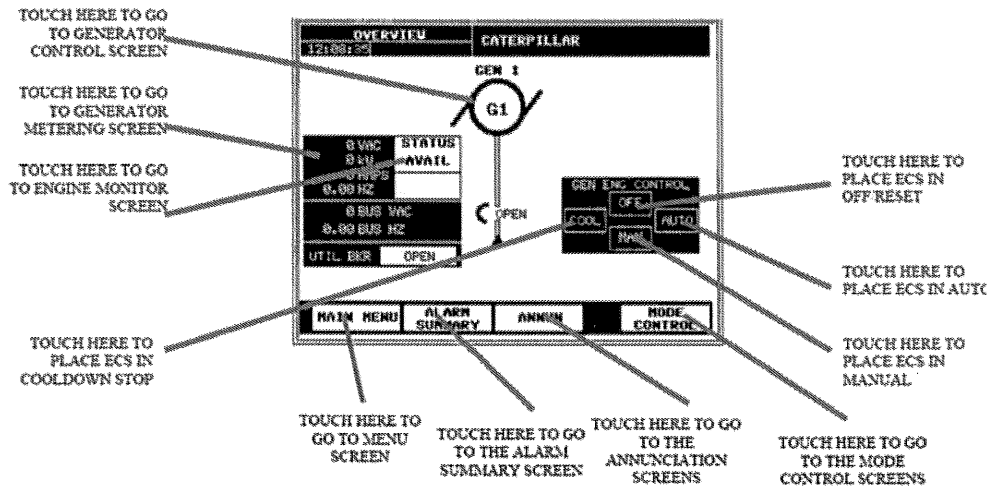 TOUCH HERE TO GO
TO GENERATOR
CONTROL SCREEN
TOUCH HERE TO GO
TO GENERATOR
METERING SCREEN
TOUCH HERE TO GO
TO ENGINE MONITOR
SCREEN
TOUCH HERE TO
PLACE ECS IN
COOLDOWN STOP
OVERVIEW
CATERPILLAR
GEN 1
G1
0 VAC
0 KW
AMPS
0.00 HZ
STATUS
AVAIL
0 BUS VAC
0.00 BUS HZ
UTIL BKR OPEN
OPEN
GEN ENG CONTROL
OFF
COOL
AUTO
MAN
MAIN MENU
ALARM
SUMMARY
ANNUN
MODE
CONTROL
TOUCH HERE TO
PLACE ECS IN
OFF RESET
TOUCH HERE TO
PLACE ECS IN AUTO
TOUCH HERE TO
PLACE ECS IN
MANUAL
TOUCH HERE TO
GO TO MENU
SCREEN
TOUCH HERE TO GO
TO THE ALARM
SUMMARY SCREEN
TOUCH HERE TO GO
TO THE
ANNUNCIATION
SCREENS
TOUCH HERE TO GO
TO THE MODE
CONTROL SCREENS